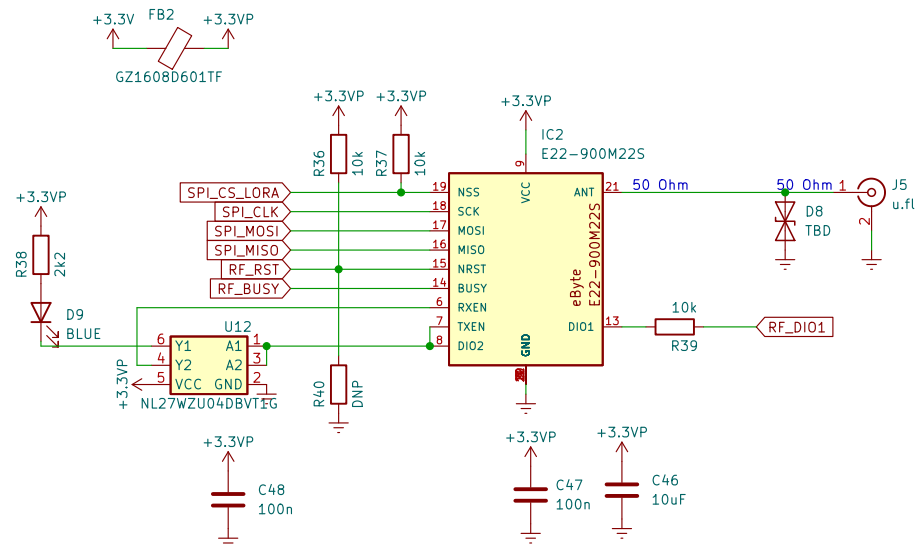 FB2
+3.3V
+3.3VP
GZ1608D601TF
+3.3VP
+3.3VP
+3.3VP
IC2
E22-900M22S
R36
10k
R37
10k
9
VCC
SPI_CS_LORA
19
NSS
ANT
21
50 Ohm
50 Ohm
1
J5
u.fl
2
SPI_CLK
18
SCK
SPI_MOSI
17
MOSI
SPI_MISO
16
MISO
RF_RST
15
NRST
RF_BUSY
14
BUSY
6
RXEN
7
TXEN
8
DIO2
eByte
E22-900M22S
D8
TBD
+3.3VP
R38
2k2
D9
BLUE
DIO1
13
10k
R39
RF_DIO1
GND
U12
6
Y1
A1
1
4
Y2
A2
3
5
VCC
GND
2
+3.3VP
NL27WZU04DBVT1G
R40
DNP
+3.3VP
C48
100n
+3.3VP
C47
100n
+3.3VP
C46
10uF